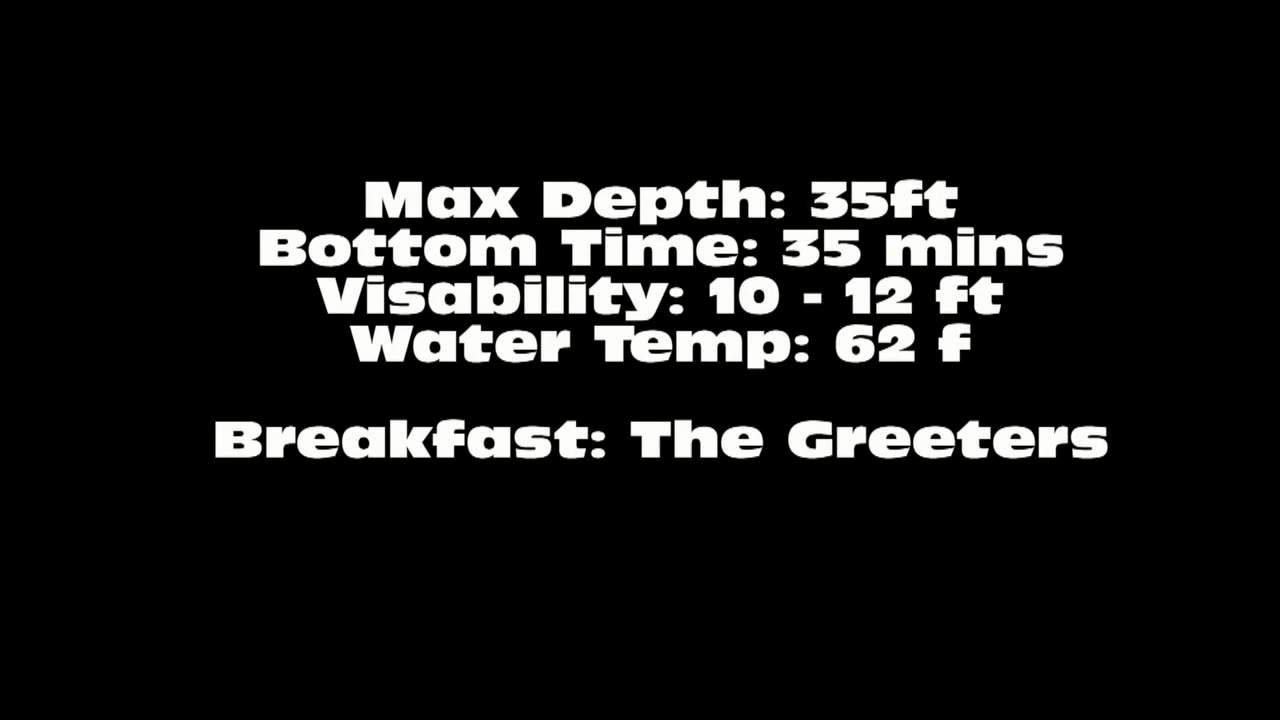 Max Depth: 35ft
Bottom Time: 35 mins
Visability: 10 - 12 ft
Water Temp: 62 f
Breakfast: The Greeters